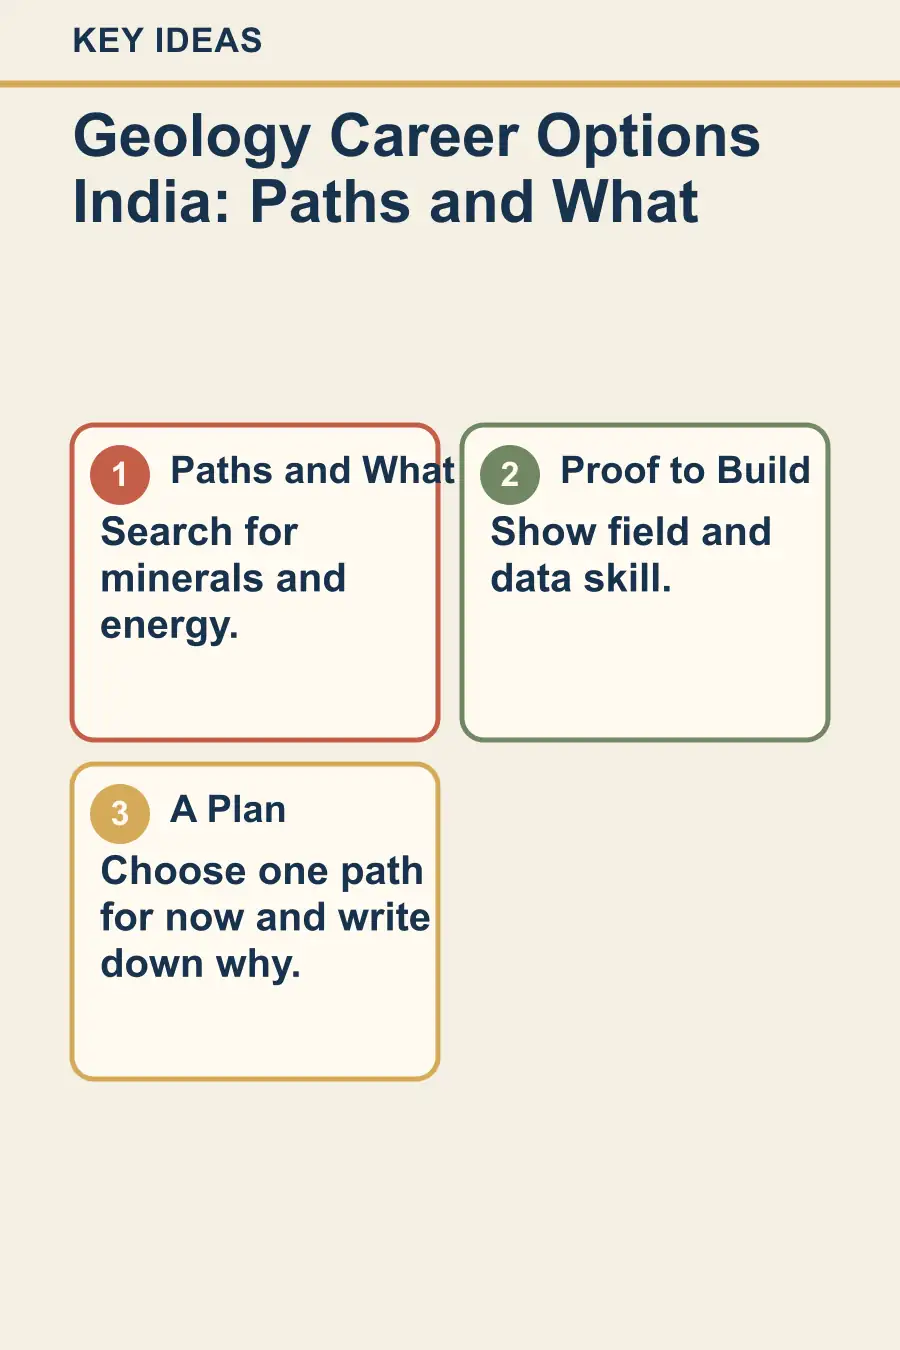 KEY IDEAS
Geology Career Options
India: Paths and What
1 Paths and What
Search for
minerals and
energy.
2 Proof to Build
Show field and
data skill.
3 A Plan
Choose one path
for now and write
down why.